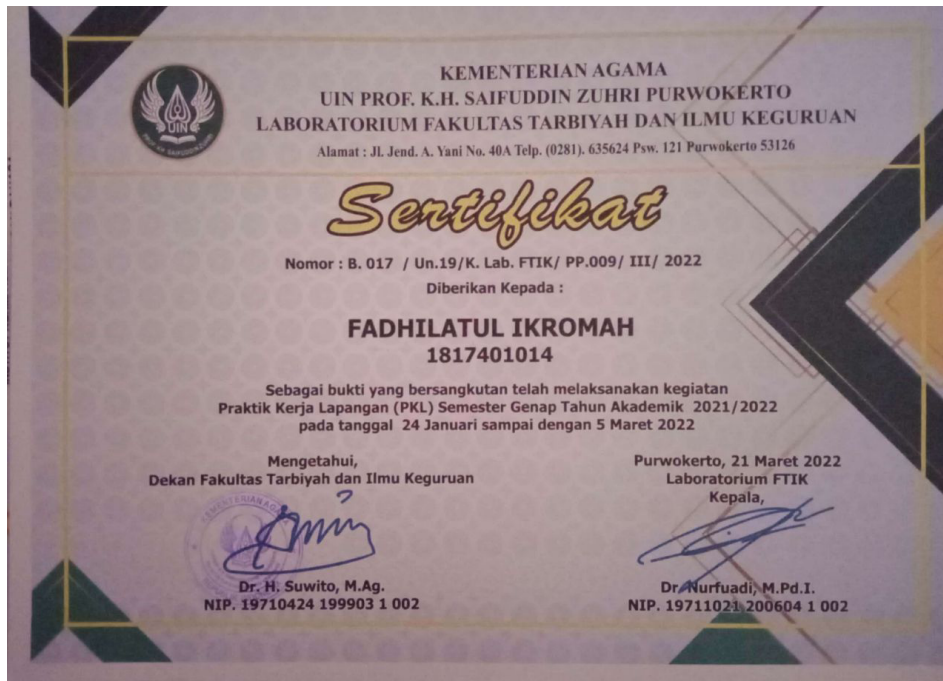 KEMENTERIAN AGAMA
UIN PROF. K.H. SAIFUDDIN ZUHRI PURWOKERTO
LABORATORIUM FAKULTAS TARBIYAH DAN ILMU KEGURUAN
Alamat : Jl. Jend. A. Yani No. 40A Telp. (0281). 635624 Psw. 121 Purwokerto 53126
UIN
Sertifikat
Nomor : B. 017 / Un.19/K. Lab. FTIK/ PP.009/ III/ 2022
Diberikan Kepada :
FADHILATUL IKROMAH
1817401014
Sebagai bukti yang bersangkutan telah melaksanakan kegiatan
Praktik Kerja Lapangan (PKL) Semester Genap Tahun Akademik 2021/2022
pada tanggal 24 Januari sampai dengan 5 Maret 2022
Mengetahui,
Dekan Fakultas Tarbiyah dan Ilmu Keguruan
KEMENTERIAN AGA
Dr. H. Suwito, M.Ag.
NIP. 19710424 199903 1 002
Purwokerto, 21 Maret 2022
Laboratorium FTIK
Kepala,
Dr. Nurfuadi, M.Pd.I.
NIP. 19711021 200604 1 002